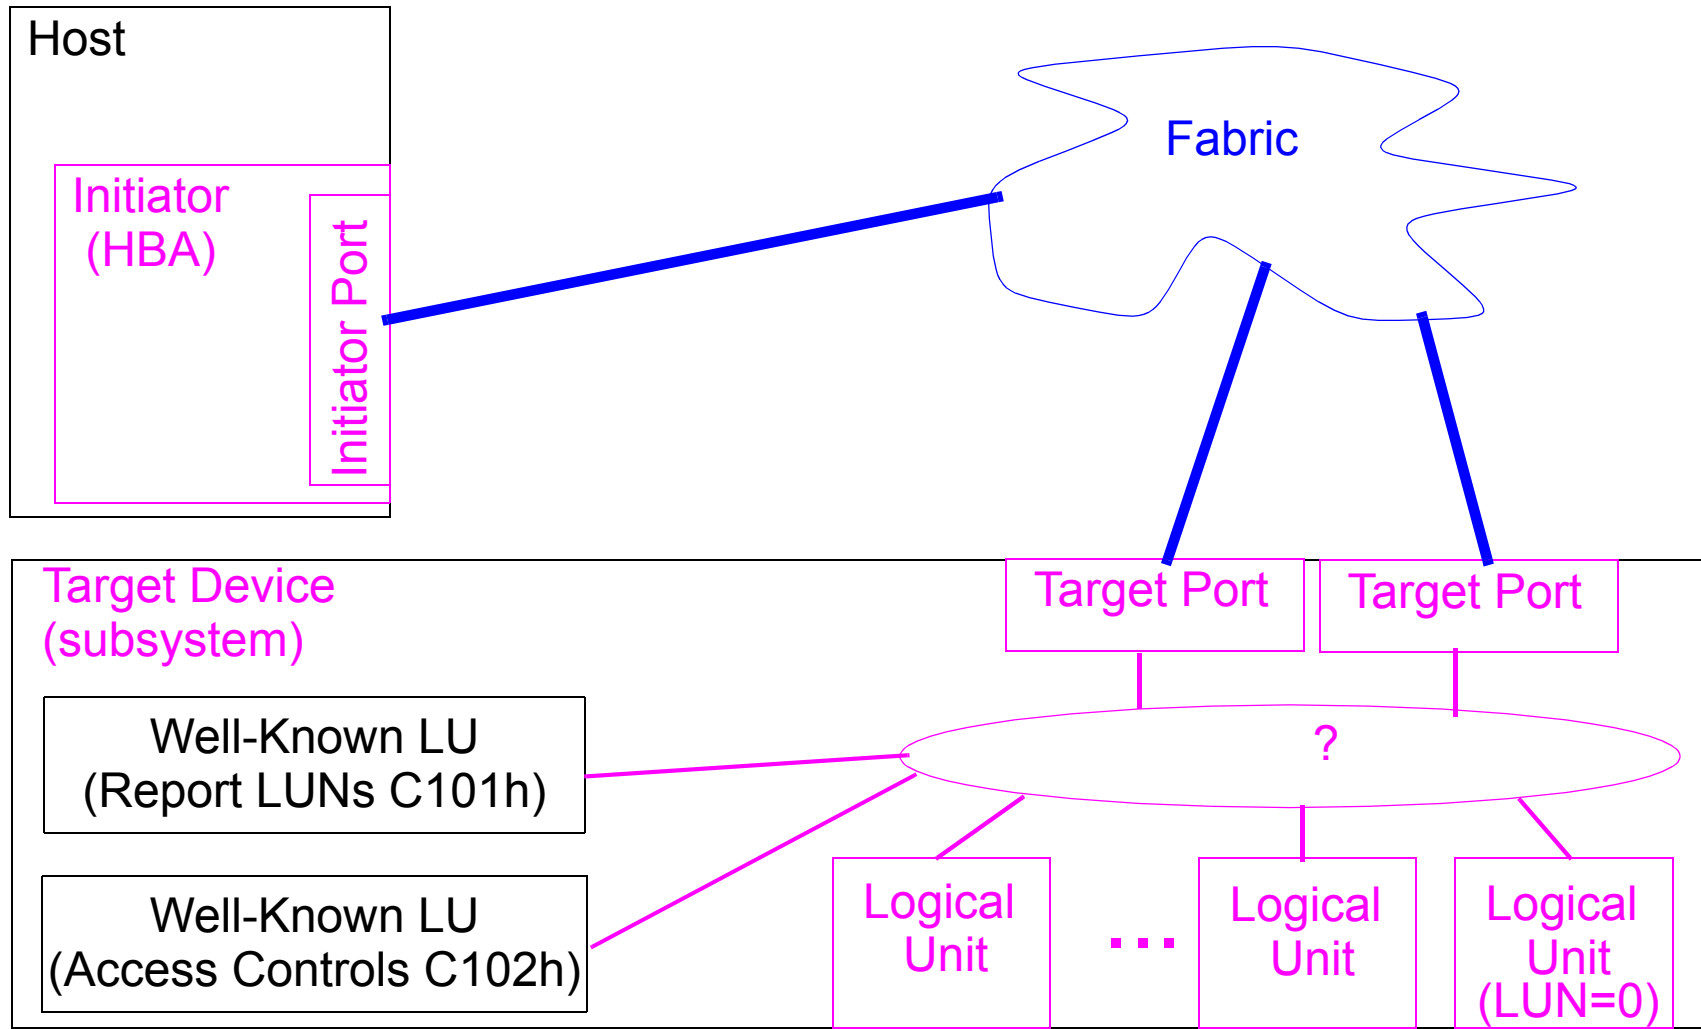 Host
Initiator
(HBA)
Initiator Port
Fabric
Target Device
(subsystem)
Target Port
Target Port
Well-Known LU
(Report LUNs C101h)
?
Well-Known LU
(Access Controls C102h)
Logical
Unit
...
Logical
Unit
Logical
Unit
(LUN=0)